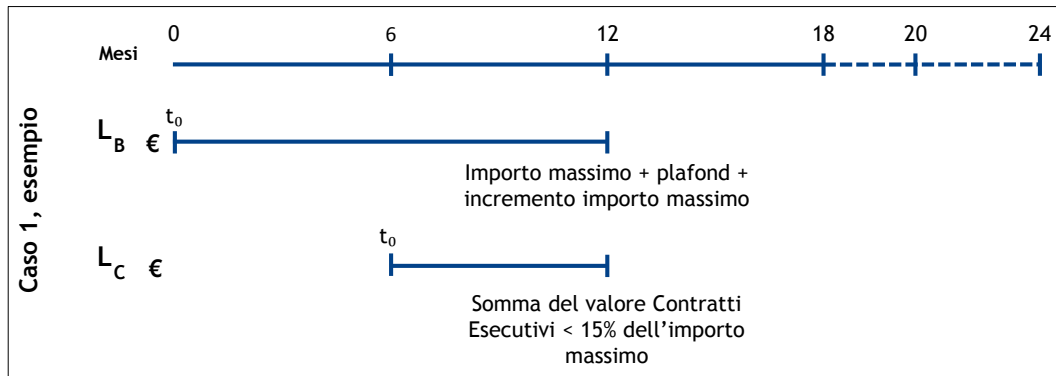 0 6 12 18 20 24
Mesi
Caso 1, esempio
t₀
L_B €
Importo massimo + plafond +
incremento importo massimo
t₀
L_C €
Somma del valore Contratti
Esecutivi < 15% dell’importo
massimo